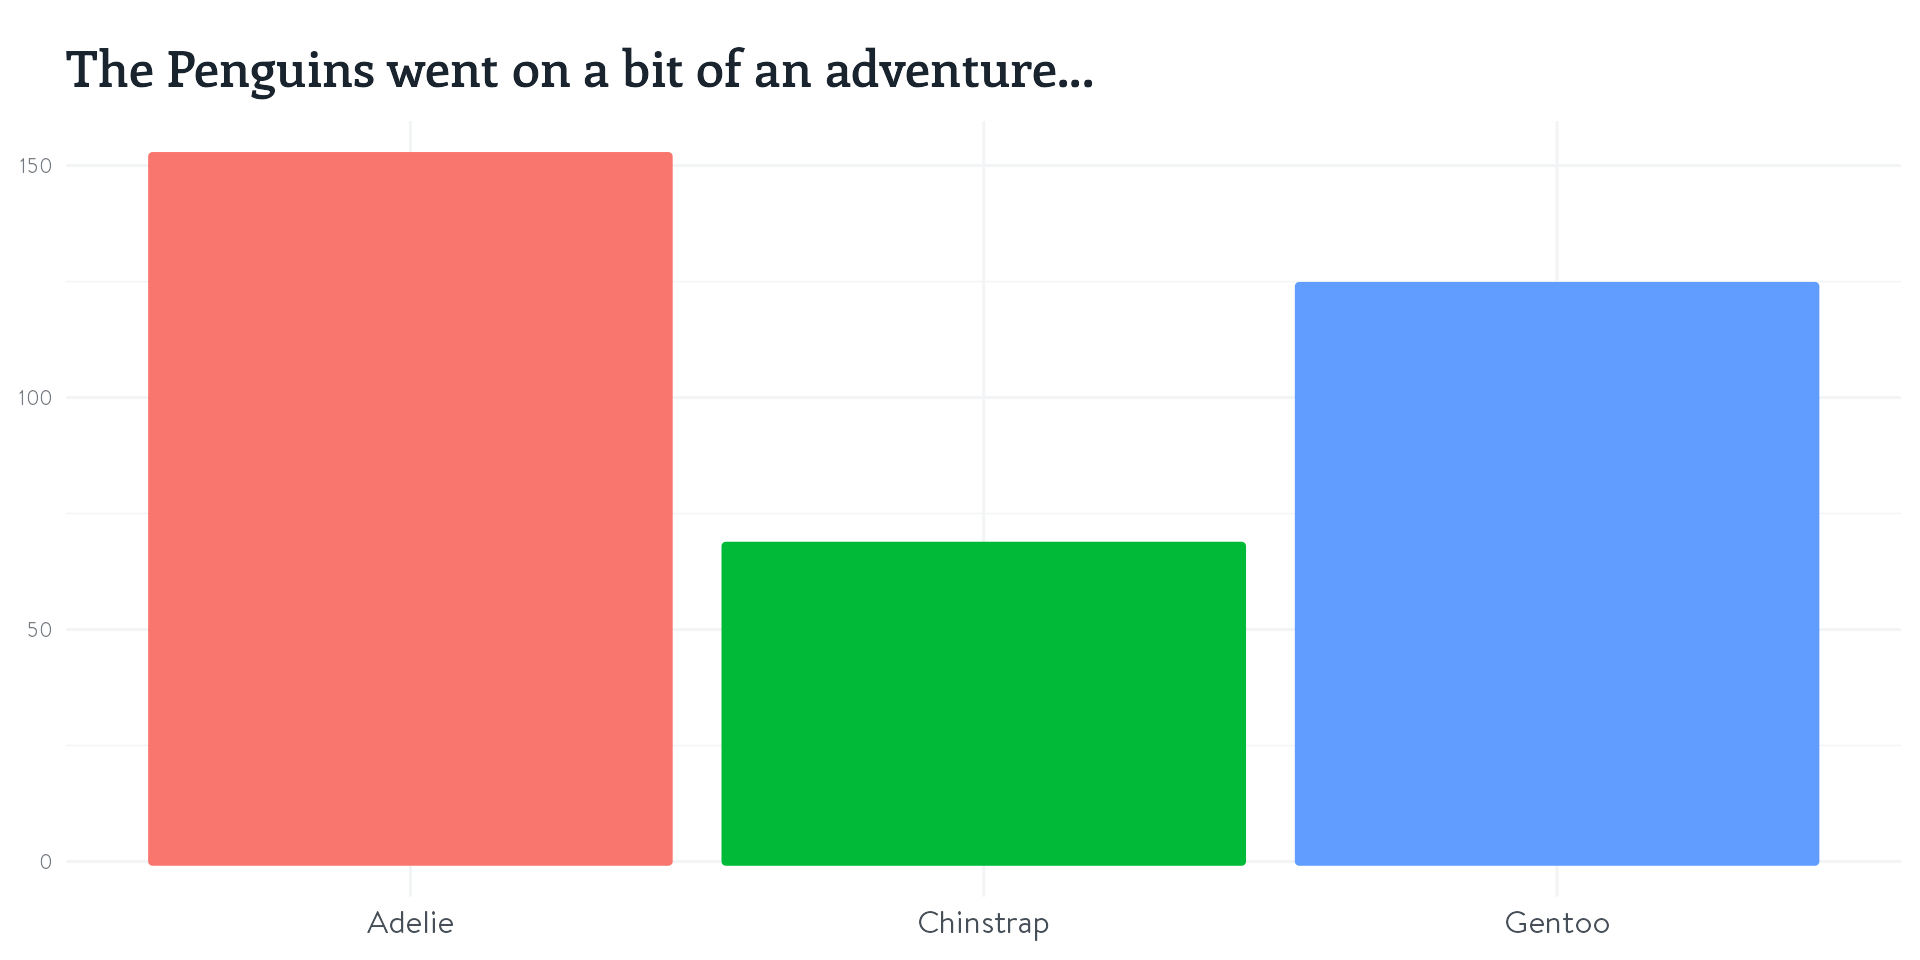 The Penguins went on a bit of an adventure...
150
100
50
0
Adelie
Chinstrap
Gentoo